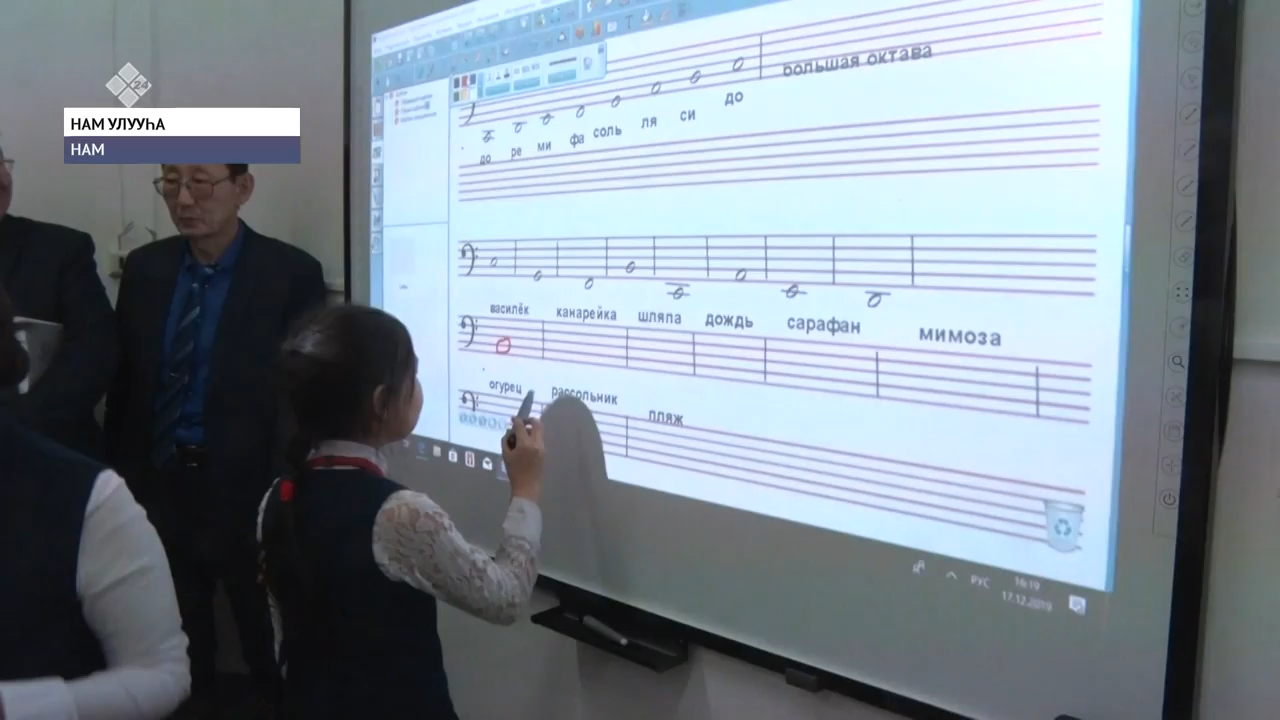 X24
НАМ УЛУУҺА
НАМ
большая октава
до ре ми фа соль ля си до
василёк канарейка шляпа дождь сарафан мимоза
огурец рассольник пляж
РУС 16:19
17.12.2019